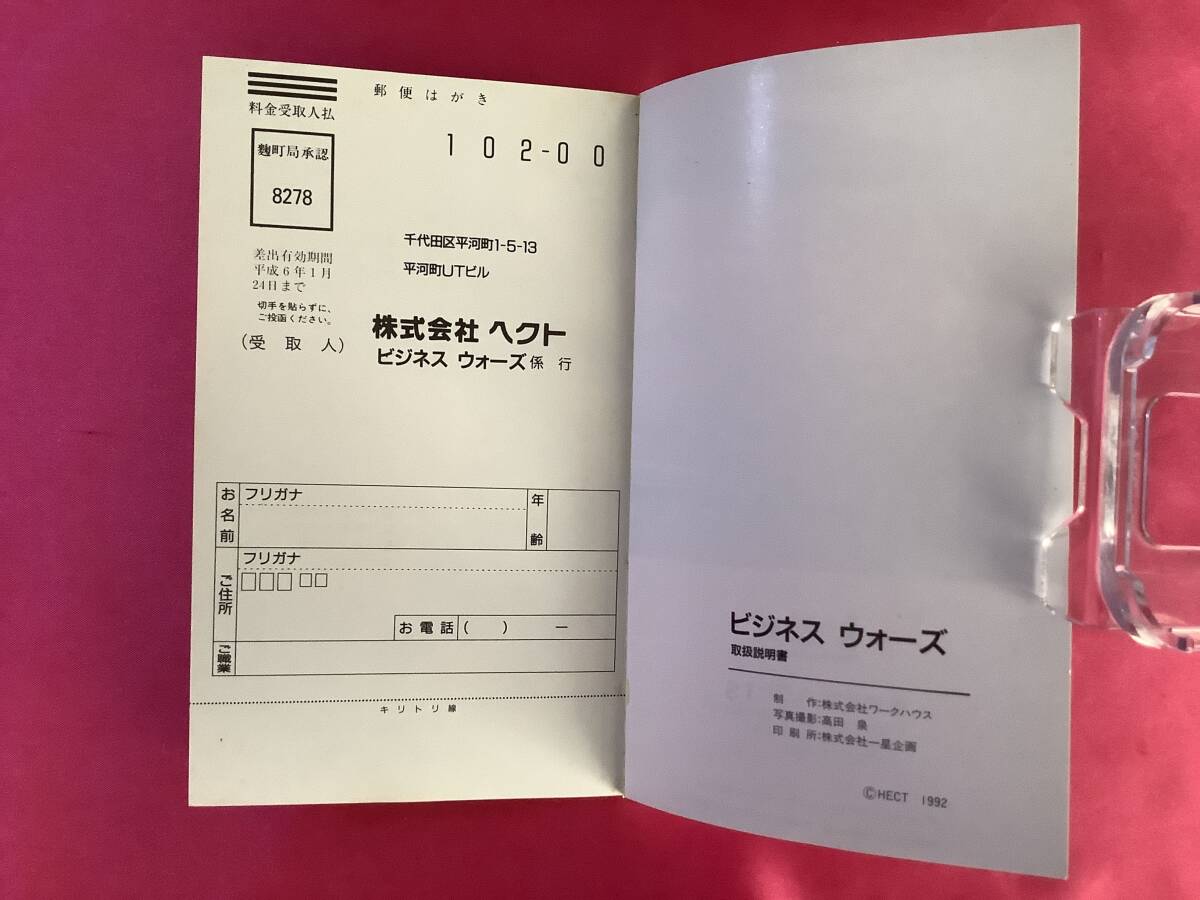 郵便はがき
料金受取人払
麴町局承認
8278
差出有効期間
平成6年1月
24日まで
切手を貼らずに、
ご投函ください。
(受取人)
102-00
千代田区平河町1-5-13
平河町UTビル
株式会社 ヘクト
ビジネス ウォーズ係 行
お名前
フリガナ
年齢
ご住所
フリガナ
お電話 ( ) ー
ご職業
キリトリ線
ビジネス ウォーズ
取扱説明書
制 作:株式会社ワークハウス
写真撮影:高田 泉
印刷所:株式会社一星企画
©HECT 1992